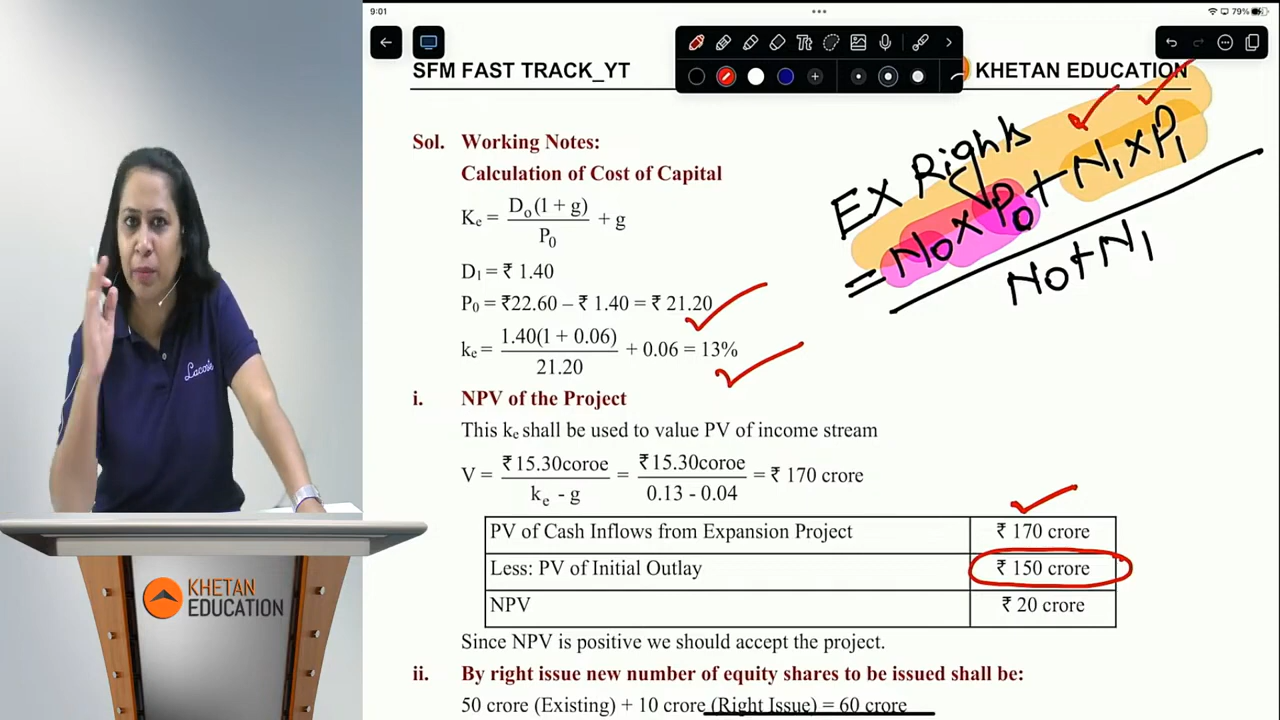 9:01
79%
SFM FAST TRACK_YT
KHETAN EDUCATION
Ex Rights
= N0 × P0 + N1 × P1
N0 + N1
Sol. Working Notes:
Calculation of Cost of Capital
Ke = Do(1 + g) / P0 + g
D1 = ₹ 1.40
P0 = ₹22.60 – ₹ 1.40 = ₹ 21.20
ke = 1.40(1 + 0.06) / 21.20 + 0.06 = 13%
i. NPV of the Project
This ke shall be used to value PV of income stream
V = ₹15.30coroe / ke - g = ₹15.30coroe / 0.13 - 0.04 = ₹ 170 crore
PV of Cash Inflows from Expansion Project ₹ 170 crore
Less: PV of Initial Outlay ₹ 150 crore
NPV ₹ 20 crore
Since NPV is positive we should accept the project.
ii. By right issue new number of equity shares to be issued shall be:
50 crore (Existing) + 10 crore (Right Issue) = 60 crore
Lacoste
KHETAN
EDUCATION